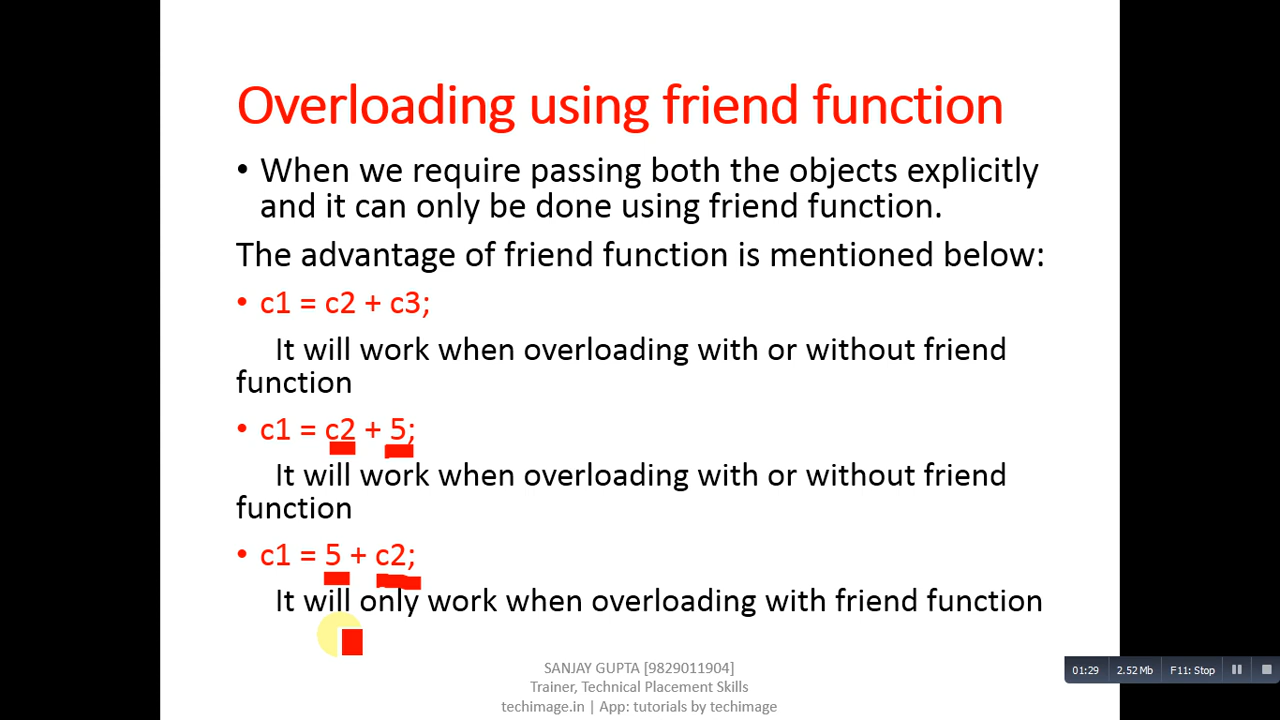 Overloading using friend function
• When we require passing both the objects explicitly
and it can only be done using friend function.
The advantage of friend function is mentioned below:
• c1 = c2 + c3;
It will work when overloading with or without friend
function
• c1 = c2 + 5;
It will work when overloading with or without friend
function
• c1 = 5 + c2;
It will only work when overloading with friend function
SANJAY GUPTA [9829011904]
Trainer, Technical Placement Skills
techimage.in | App: tutorials by techimage
01:29 2.52 Mb F11: Stop